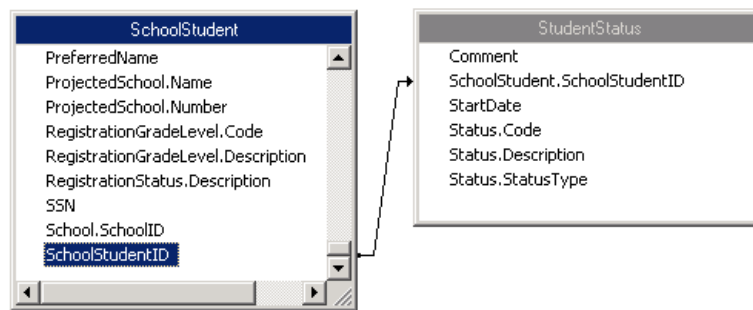 SchoolStudent
PreferredName
ProjectedSchool.Name
ProjectedSchool.Number
RegistrationGradeLevel.Code
RegistrationGradeLevel.Description
RegistrationStatus.Description
SSN
School.SchoolID
SchoolStudentID
StudentStatus
Comment
SchoolStudent.SchoolStudentID
StartDate
Status.Code
Status.Description
Status.StatusType